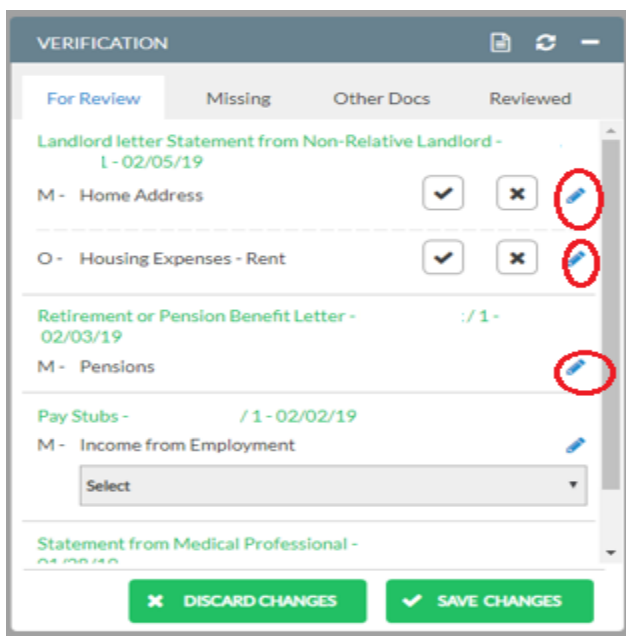 VERIFICATION
For Review Missing Other Docs Reviewed
Landlord letter Statement from Non-Relative Landlord -
1 - 02/05/19
M - Home Address
O - Housing Expenses - Rent
Retirement or Pension Benefit Letter - :/ 1 -
02/03/19
M - Pensions
Pay Stubs - / 1 - 02/02/19
M - Income from Employment
Select
Statement from Medical Professional -
DISCARD CHANGES SAVE CHANGES